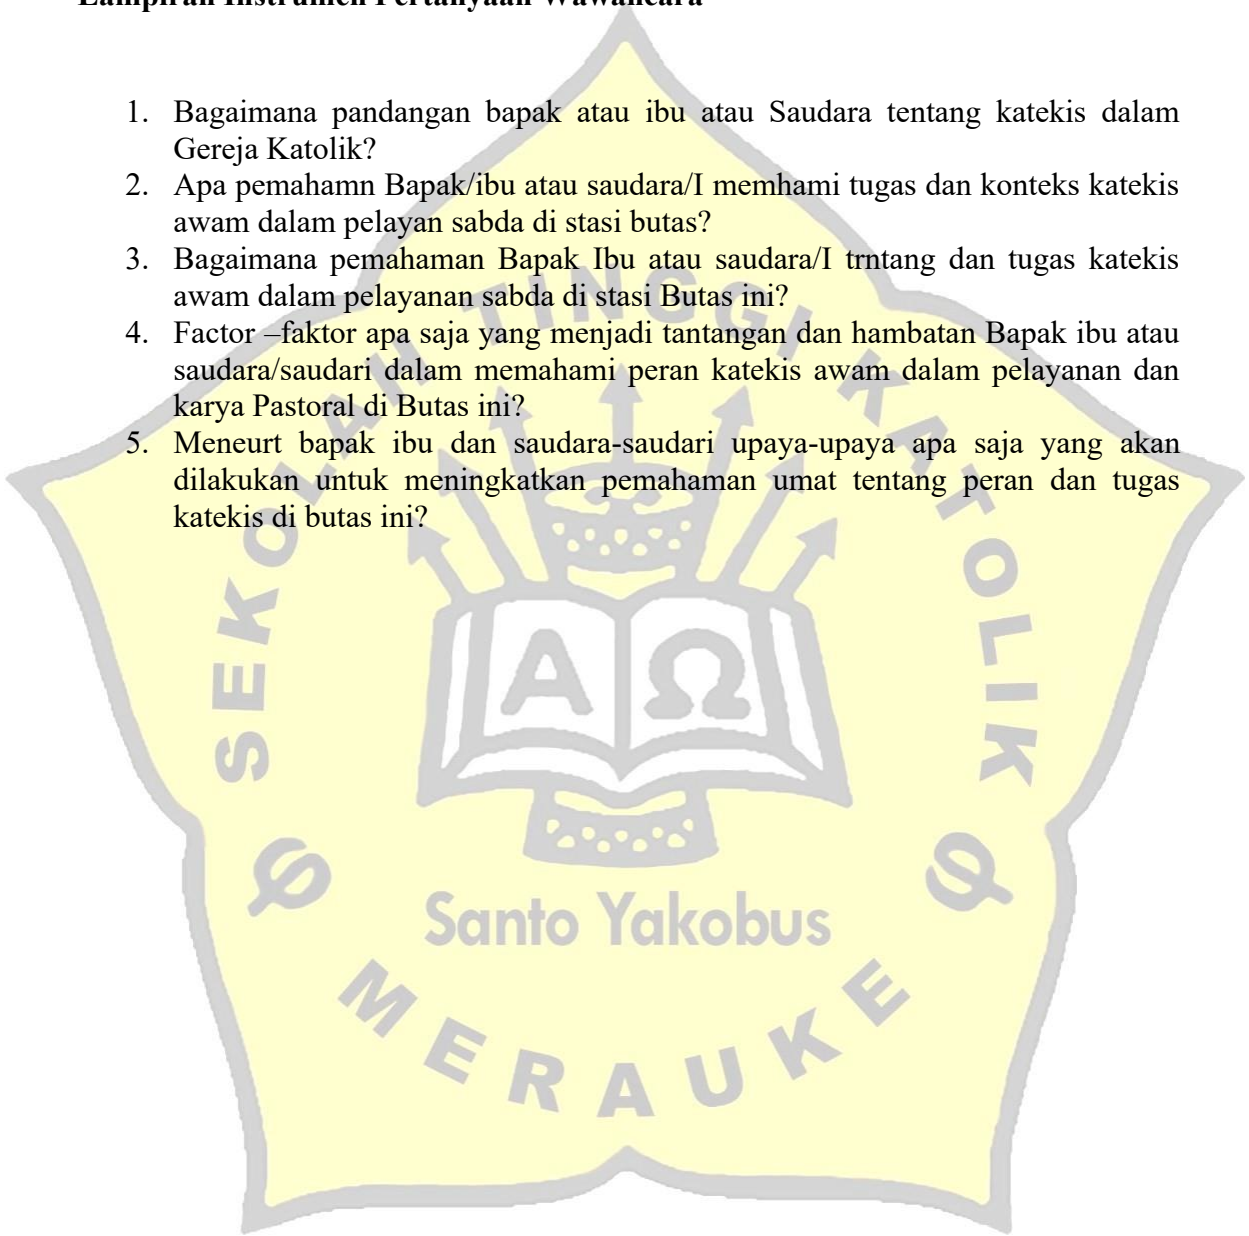 Lampiran Instrumen Pertanyaan Wawancara
1. Bagaimana pandangan bapak atau ibu atau Saudara tentang katekis dalam
Gereja Katolik?
2. Apa pemahamn Bapak/ibu atau saudara/I memhami tugas dan konteks katekis
awam dalam pelayan sabda di stasi butas?
3. Bagaimana pemahaman Bapak Ibu atau saudara/I trntang dan tugas katekis
awam dalam pelayanan sabda di stasi Butas ini?
4. Factor –faktor apa saja yang menjadi tantangan dan hambatan Bapak ibu atau
saudara/saudari dalam memahami peran katekis awam dalam pelayanan dan
karya Pastoral di Butas ini?
5. Meneurt bapak ibu dan saudara-saudari upaya-upaya apa saja yang akan
dilakukan untuk meningkatkan pemahaman umat tentang peran dan tugas
katekis di butas ini?
SEKOLAH TINGGI KATOLIK
Α Ω
Santo Yakobus
MERAUKE